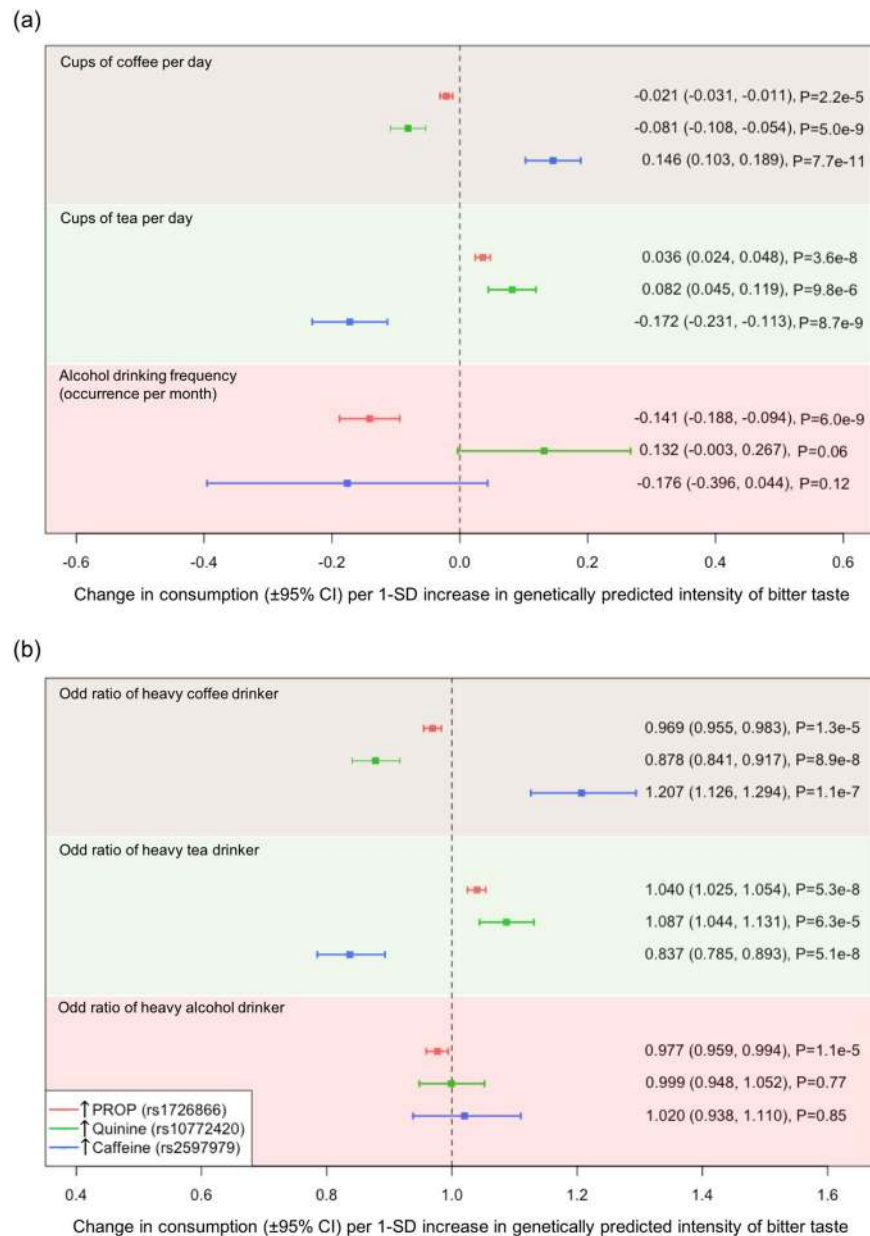 (a)
Cups of coffee per day
-0.021 (-0.031, -0.011), P=2.2e-5
-0.081 (-0.108, -0.054), P=5.0e-9
0.146 (0.103, 0.189), P=7.7e-11
Cups of tea per day
0.036 (0.024, 0.048), P=3.6e-8
0.082 (0.045, 0.119), P=9.8e-6
-0.172 (-0.231, -0.113), P=8.7e-9
Alcohol drinking frequency
(occurrence per month)
-0.141 (-0.188, -0.094), P=6.0e-9
0.132 (-0.003, 0.267), P=0.06
-0.176 (-0.396, 0.044), P=0.12
-0.6 -0.4 -0.2 0.0 0.2 0.4 0.6
Change in consumption (±95% CI) per 1-SD increase in genetically predicted intensity of bitter taste
(b)
Odd ratio of heavy coffee drinker
0.969 (0.955, 0.983), P=1.3e-5
0.878 (0.841, 0.917), P=8.9e-8
1.207 (1.126, 1.294), P=1.1e-7
Odd ratio of heavy tea drinker
1.040 (1.025, 1.054), P=5.3e-8
1.087 (1.044, 1.131), P=6.3e-5
0.837 (0.785, 0.893), P=5.1e-8
Odd ratio of heavy alcohol drinker
0.977 (0.959, 0.994), P=1.1e-5
0.999 (0.948, 1.052), P=0.77
1.020 (0.938, 1.110), P=0.85
↑PROP (rs1726866)
↑Quinine (rs10772420)
↑Caffeine (rs2597979)
0.4 0.6 0.8 1.0 1.2 1.4 1.6
Change in consumption (±95% CI) per 1-SD increase in genetically predicted intensity of bitter taste